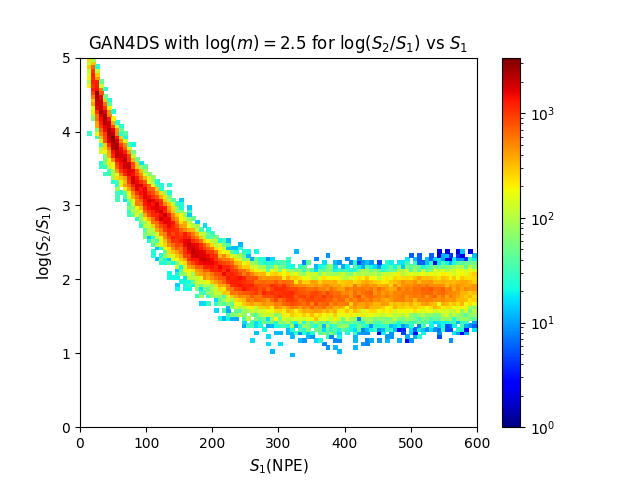 GAN4DS with log(m) = 2.5 for log(S₂/S₁) vs S₁
5
4
3
2
1
0
log(S₂/S₁)
0 100 200 300 400 500 600
S₁(NPE)
10³
10²
10¹
10⁰